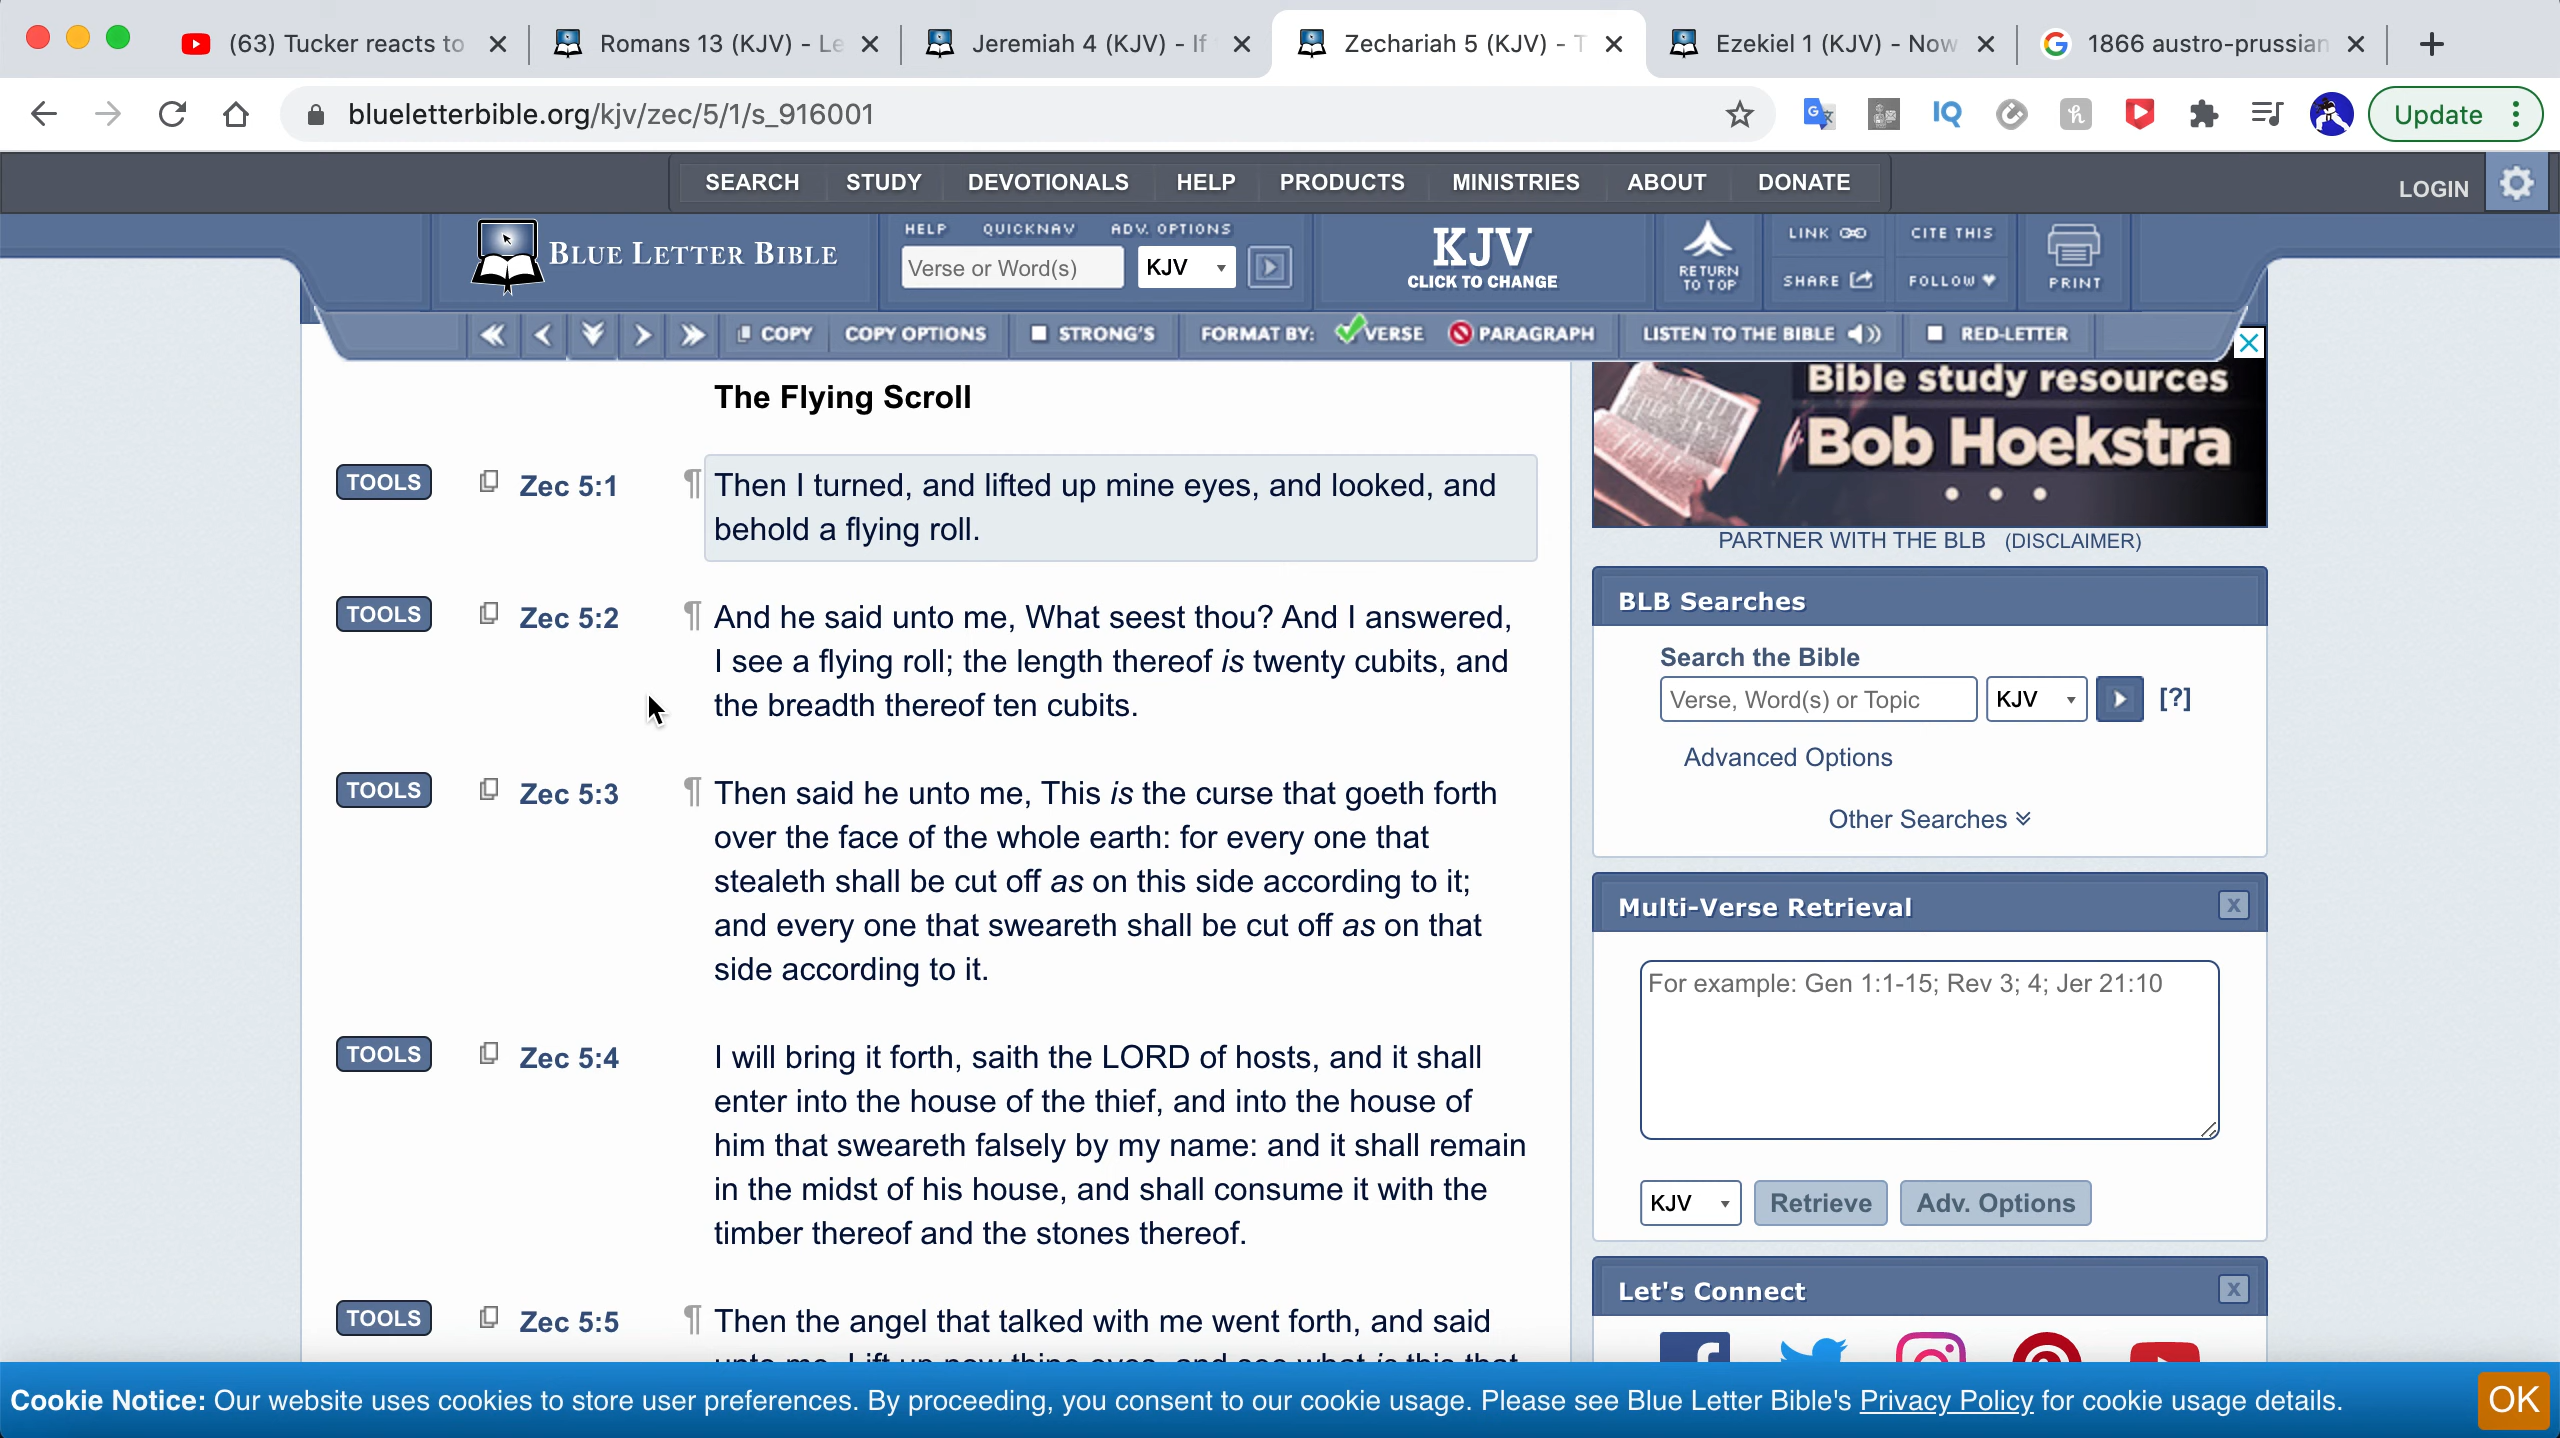 (63) Tucker reacts to
Romans 13 (KJV) - Le
Jeremiah 4 (KJV) - If
Zechariah 5 (KJV) - T
Ezekiel 1 (KJV) - Now
1866 austro-prussian
blueletterbible.org/kjv/zec/5/1/s_916001
Update
SEARCH STUDY DEVOTIONALS HELP PRODUCTS MINISTRIES ABOUT DONATE
LOGIN
BLUE LETTER BIBLE
HELP QUICKNAV ADV. OPTIONS
Verse or Word(s) KJV
KJV
CLICK TO CHANGE
RETURN
TO TOP
LINK CITE THIS
SHARE FOLLOW
PRINT
COPY COPY OPTIONS STRONG'S FORMAT BY: VERSE PARAGRAPH LISTEN TO THE BIBLE RED-LETTER
The Flying Scroll
TOOLS Zec 5:1 ¶ Then I turned, and lifted up mine eyes, and looked, and
behold a flying roll.
TOOLS Zec 5:2 ¶ And he said unto me, What seest thou? And I answered,
I see a flying roll; the length thereof is twenty cubits, and
the breadth thereof ten cubits.
TOOLS Zec 5:3 ¶ Then said he unto me, This is the curse that goeth forth
over the face of the whole earth: for every one that
stealeth shall be cut off as on this side according to it;
and every one that sweareth shall be cut off as on that
side according to it.
TOOLS Zec 5:4 I will bring it forth, saith the LORD of hosts, and it shall
enter into the house of the thief, and into the house of
him that sweareth falsely by my name: and it shall remain
in the midst of his house, and shall consume it with the
timber thereof and the stones thereof.
TOOLS Zec 5:5 ¶ Then the angel that talked with me went forth, and said
unto me, Lift up now thine eyes, and see what is this that
Bible study resources
Bob Hoekstra
PARTNER WITH THE BLB (DISCLAIMER)
BLB Searches
Search the Bible
Verse, Word(s) or Topic KJV [?]
Advanced Options
Other Searches
Multi-Verse Retrieval X
For example: Gen 1:1-15; Rev 3; 4; Jer 21:10
KJV Retrieve Adv. Options
Let's Connect X
Cookie Notice: Our website uses cookies to store user preferences. By proceeding, you consent to our cookie usage. Please see Blue Letter Bible's Privacy Policy for cookie usage details.
OK